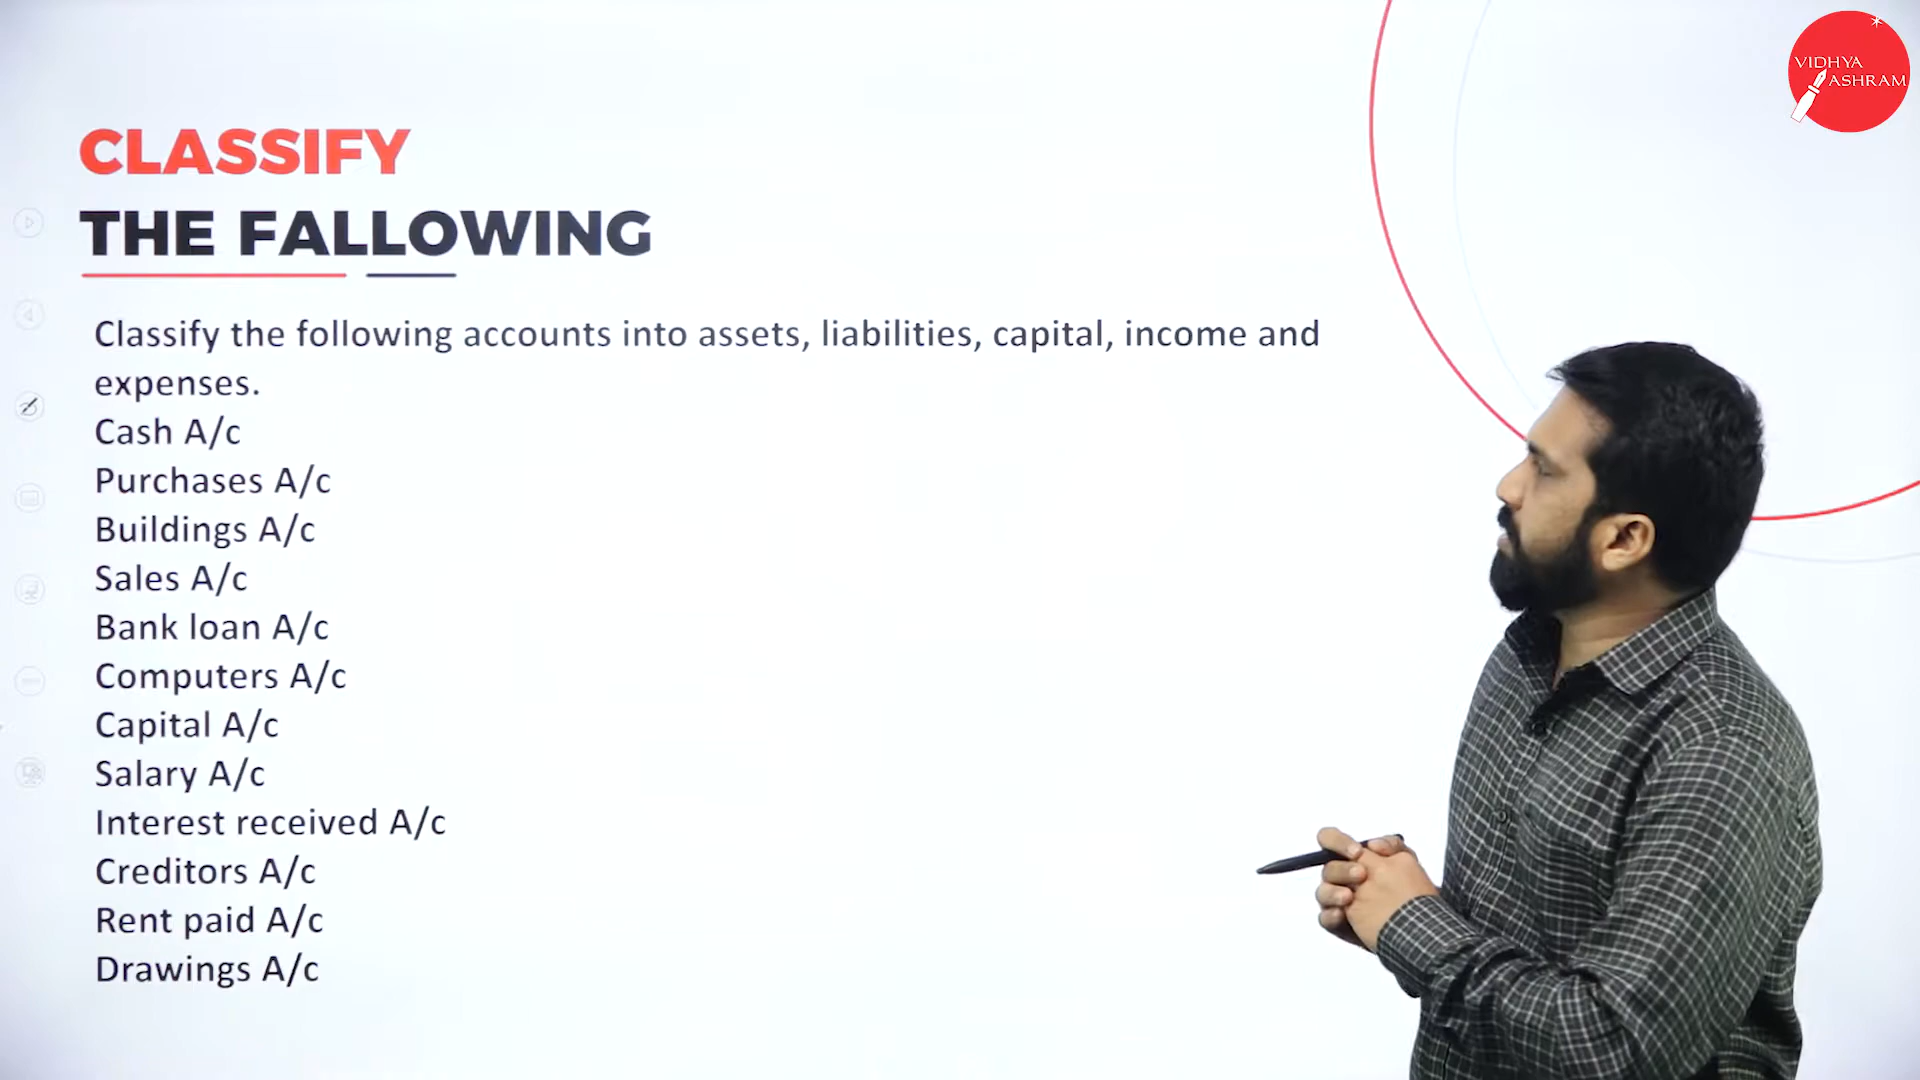 VIDHYA
ASHRAM
CLASSIFY
THE FALLOWING
Classify the following accounts into assets, liabilities, capital, income and
expenses.
Cash A/c
Purchases A/c
Buildings A/c
Sales A/c
Bank loan A/c
Computers A/c
Capital A/c
Salary A/c
Interest received A/c
Creditors A/c
Rent paid A/c
Drawings A/c